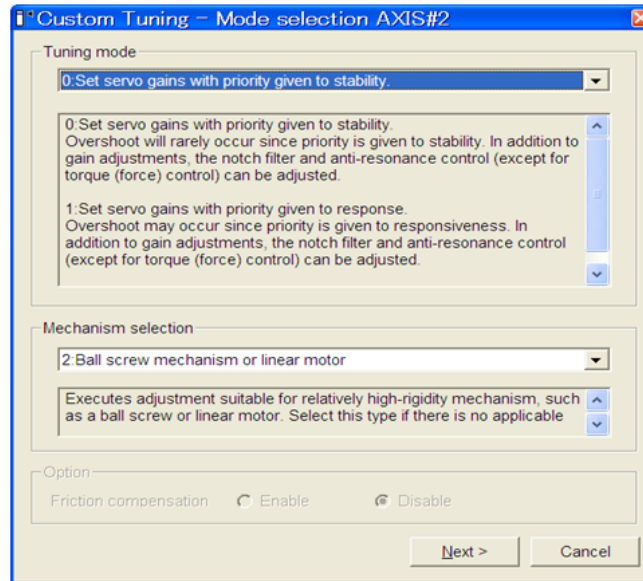 Custom Tuning - Mode selection AXIS#2
Tuning mode
0:Set servo gains with priority given to stability.
0:Set servo gains with priority given to stability.
Overshoot will rarely occur since priority is given to stability. In addition to
gain adjustments, the notch filter and anti-resonance control (except for
torque (force) control) can be adjusted.
1:Set servo gains with priority given to response.
Overshoot may occur since priority is given to responsiveness. In
addition to gain adjustments, the notch filter and anti-resonance control
(except for torque (force) control) can be adjusted.
Mechanism selection
2:Ball screw mechanism or linear motor
Executes adjustment suitable for relatively high-rigidity mechanism, such
as a ball screw or linear motor. Select this type if there is no applicable
Option
Friction compensation Enable Disable
Next > Cancel